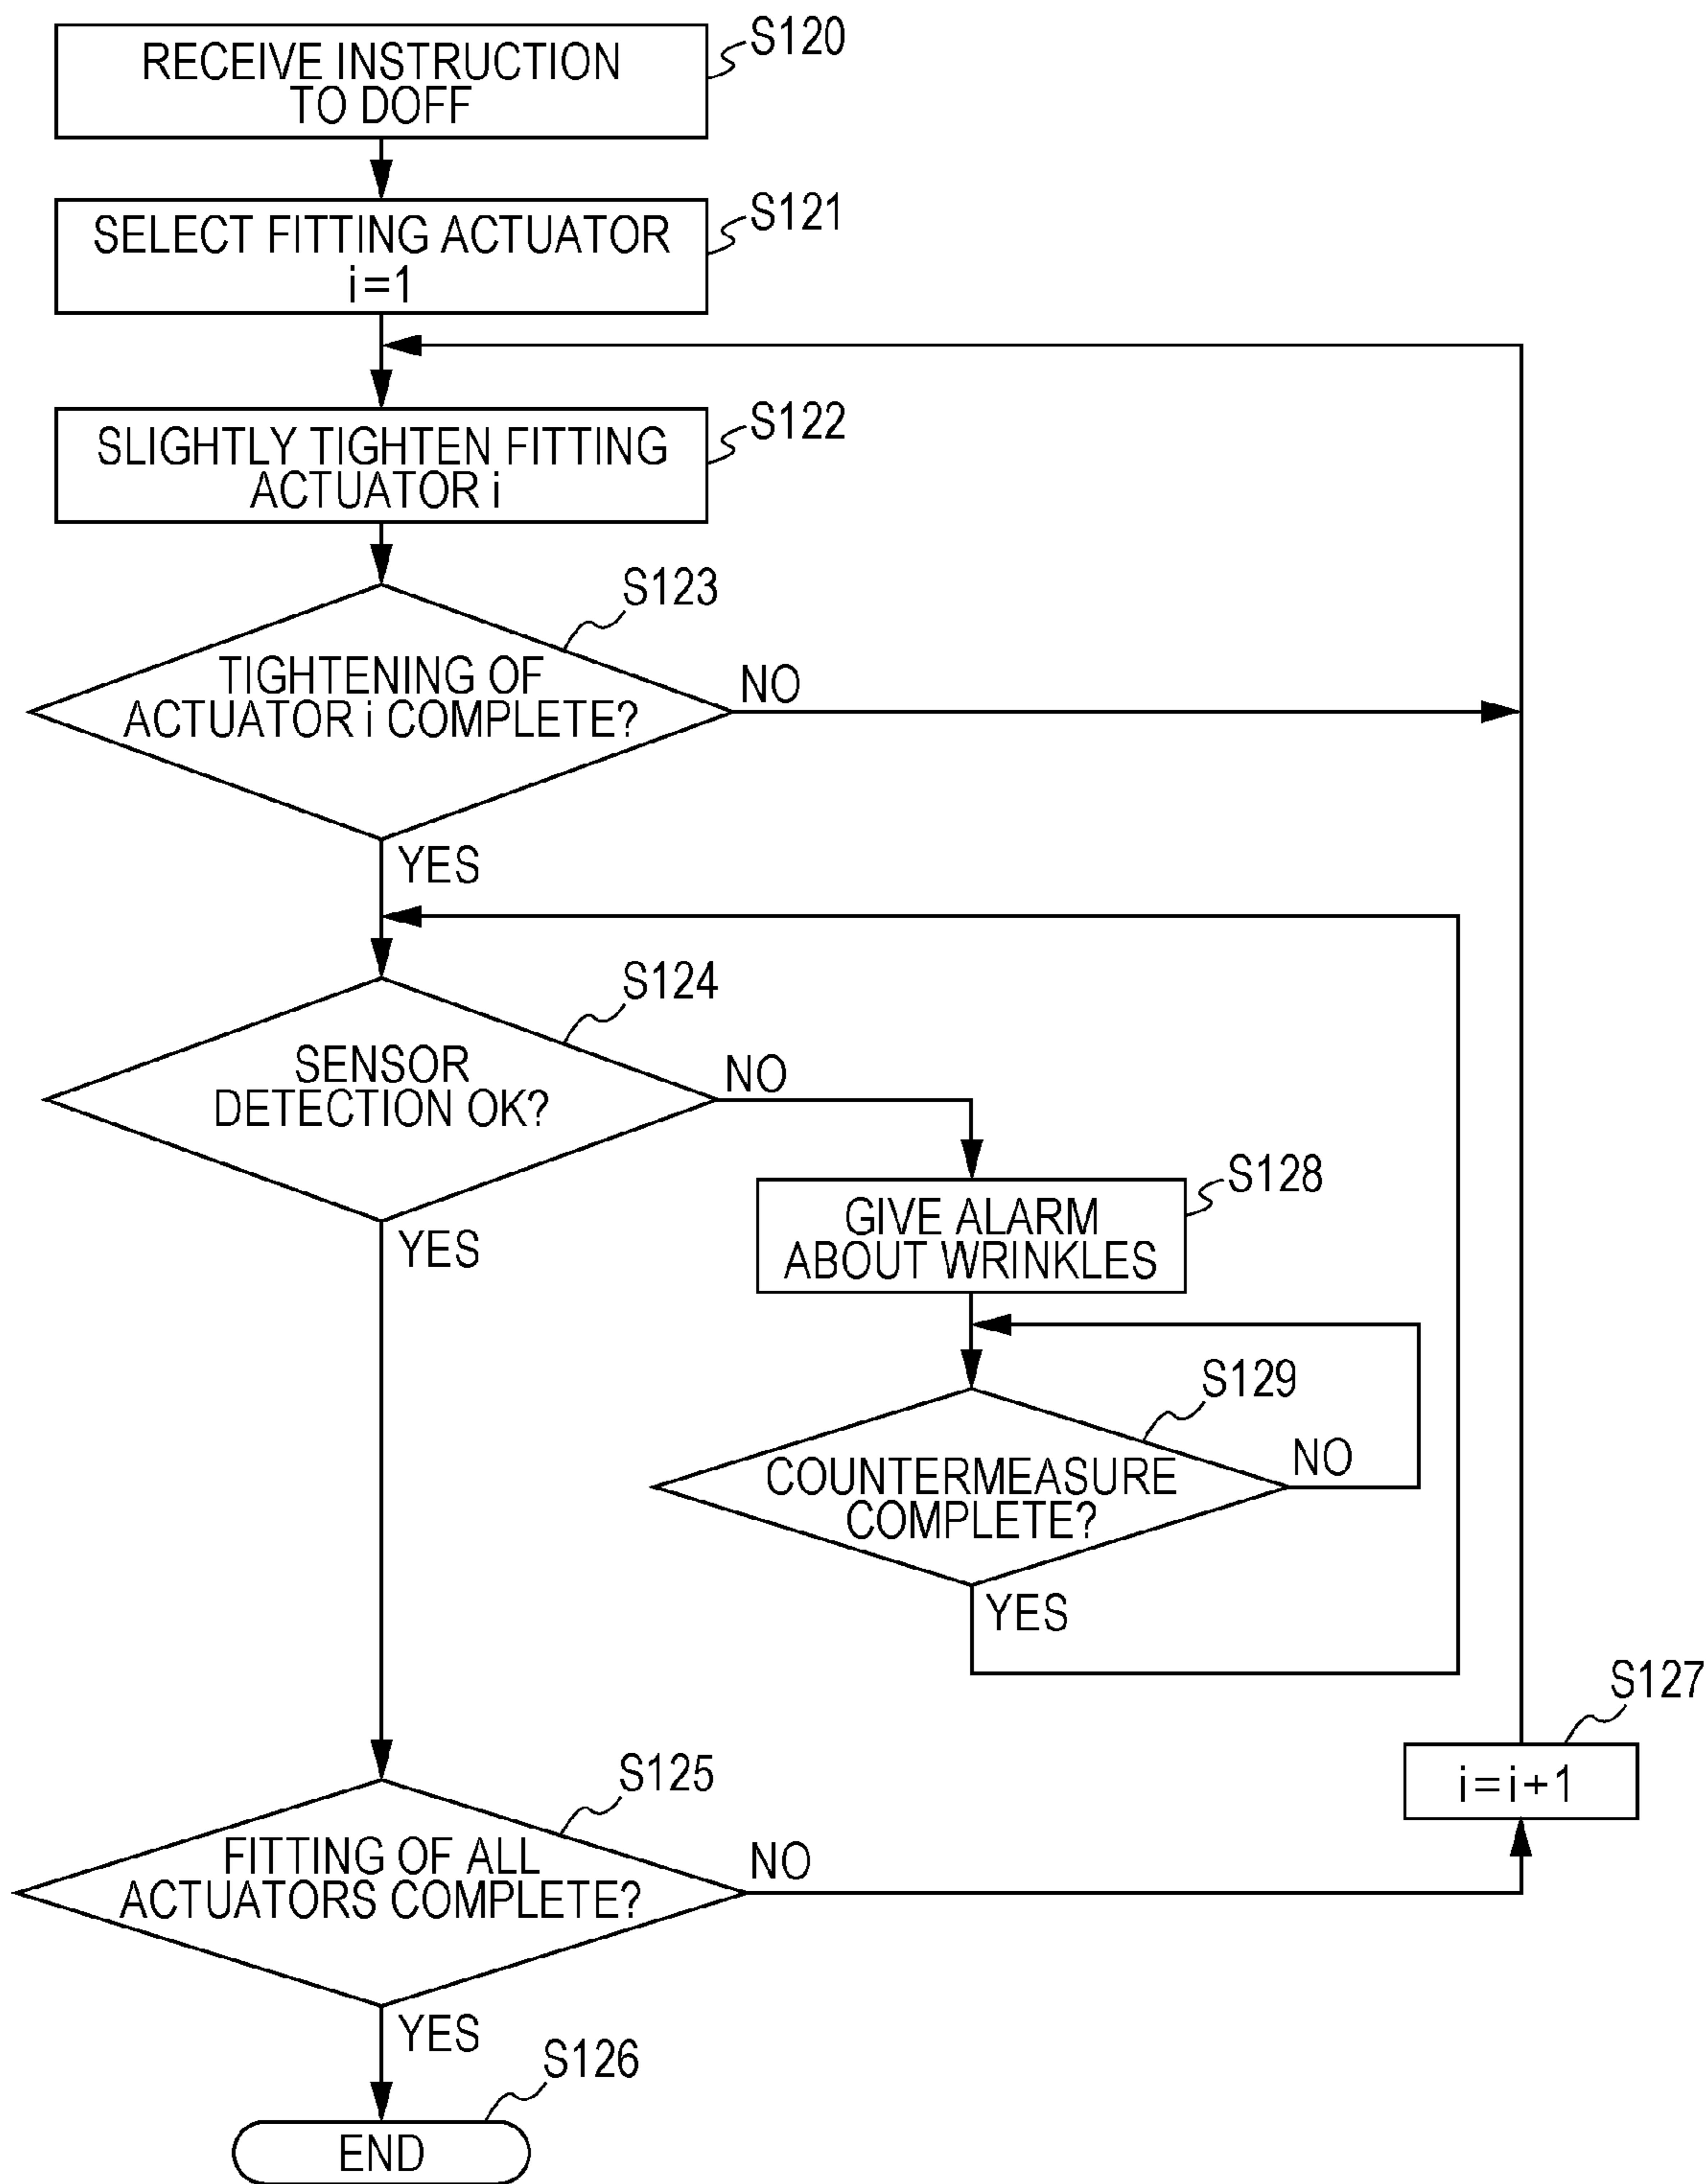 RECEIVE INSTRUCTION
TO DOFF
S120
SELECT FITTING ACTUATOR
i=1
S121
SLIGHTLY TIGHTEN FITTING
ACTUATOR i
S122
S123
TIGHTENING OF
ACTUATOR i COMPLETE?
NO
YES
S124
SENSOR
DETECTION OK?
NO
YES
S128
GIVE ALARM
ABOUT WRINKLES
S129
COUNTERMEASURE
COMPLETE?
NO
YES
S127
i=i+1
S125
FITTING OF ALL
ACTUATORS COMPLETE?
NO
YES
S126
END